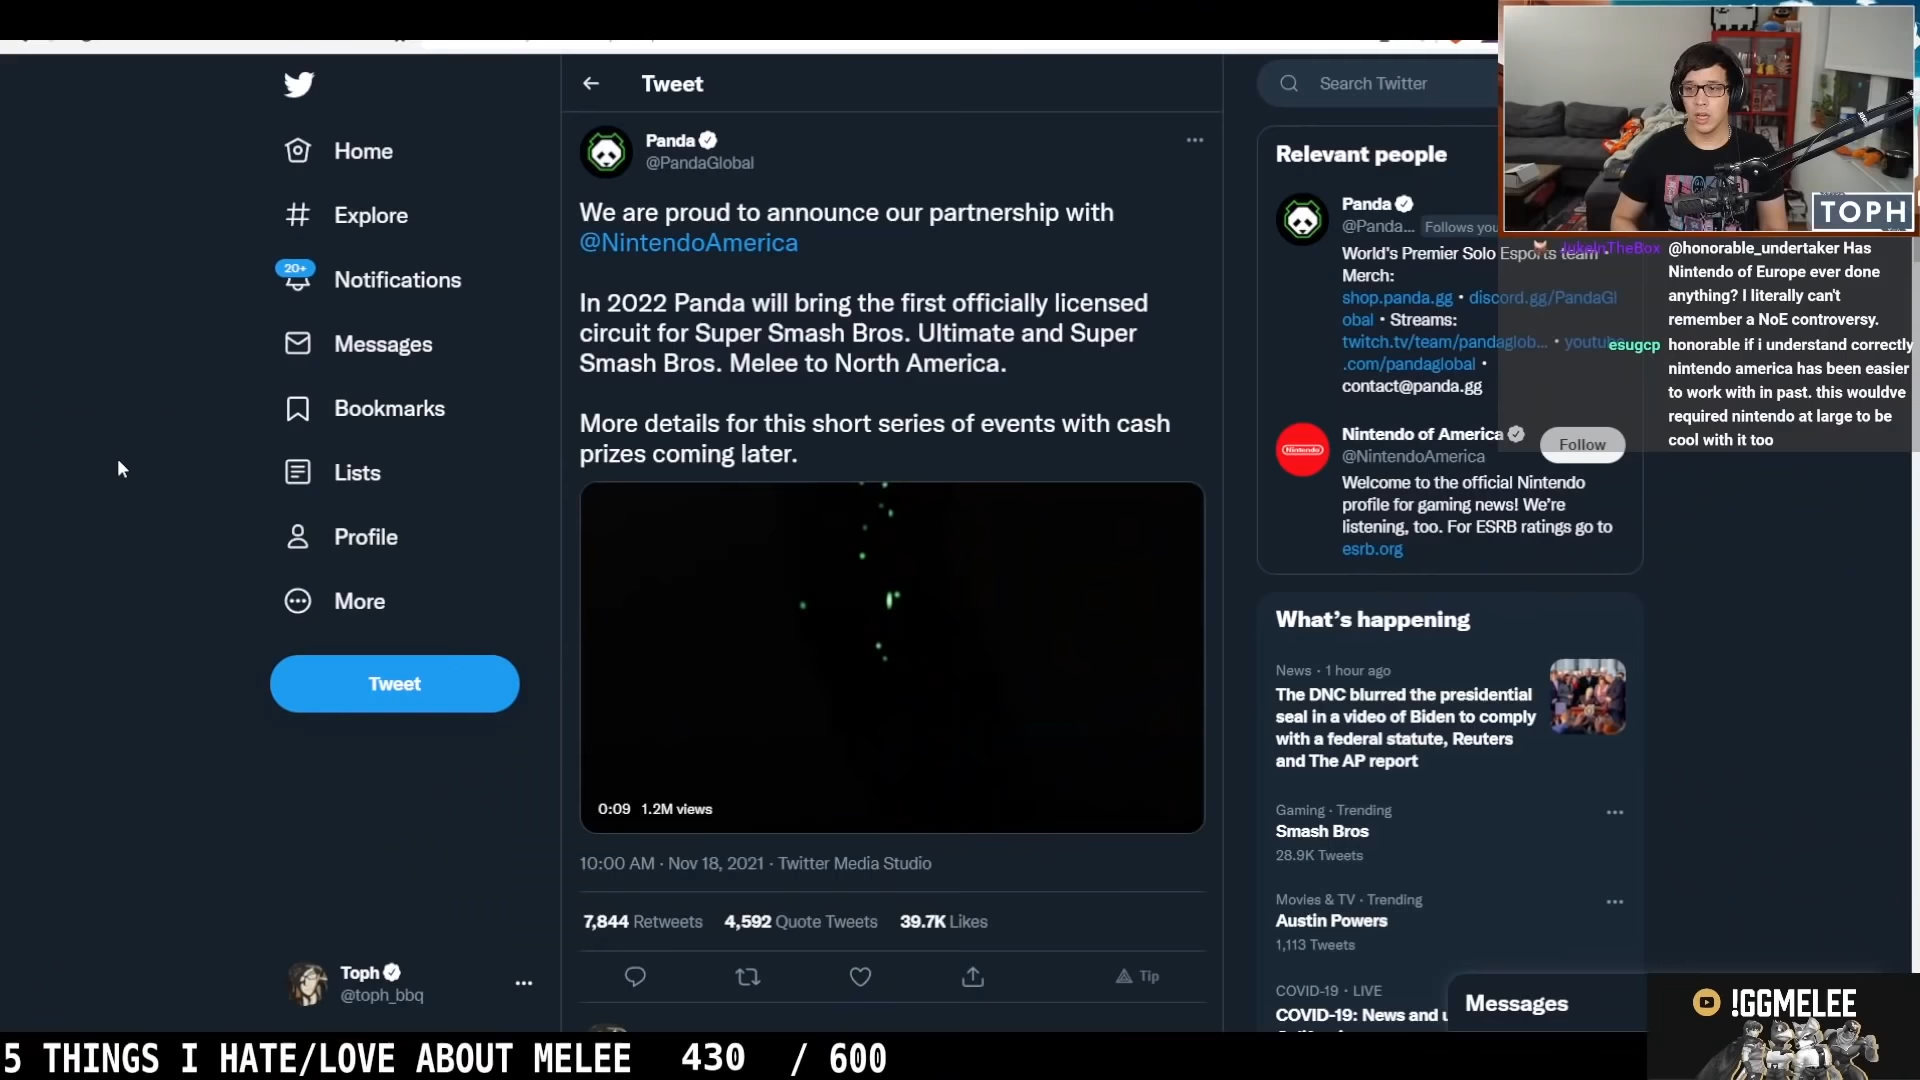 Home
Explore
20+
Notifications
Messages
Bookmarks
Lists
Profile
More
Tweet
Toph
@toph_bbq
Tweet
Panda
@PandaGlobal
We are proud to announce our partnership with
@NintendoAmerica
In 2022 Panda will bring the first officially licensed
circuit for Super Smash Bros. Ultimate and Super
Smash Bros. Melee to North America.
More details for this short series of events with cash
prizes coming later.
0:09 1.2M views
10:00 AM · Nov 18, 2021 · Twitter Media Studio
7,844 Retweets 4,592 Quote Tweets 39.7K Likes
Tip
Search Twitter
Relevant people
Panda
@Panda... Follows you
World's Premier Solo Esports team •
Merch:
shop.panda.gg • discord.gg/PandaGl
obal • Streams:
twitch.tv/team/pandaglob... • youtube
.com/pandaglobal •
contact@panda.gg
Nintendo of America
@NintendoAmerica
Follow
Nintendo
Welcome to the official Nintendo
profile for gaming news! We're
listening, too. For ESRB ratings go to
esrb.org
What's happening
News · 1 hour ago
The DNC blurred the presidential
seal in a video of Biden to comply
with a federal statute, Reuters
and The AP report
Gaming · Trending
Smash Bros
28.9K Tweets
Movies & TV · Trending
Austin Powers
1,113 Tweets
COVID-19 · LIVE
COVID-19: News and
Messages
TOPH
JukeInTheBox @honorable_undertaker Has
Nintendo of Europe ever done
anything? I literally can't
remember a NoE controversy.
esugcp honorable if i understand correctly
nintendo america has been easier
to work with in past. this wouldve
required nintendo at large to be
cool with it too
!GGMELEE
5 THINGS I HATE/LOVE ABOUT MELEE 430 / 600